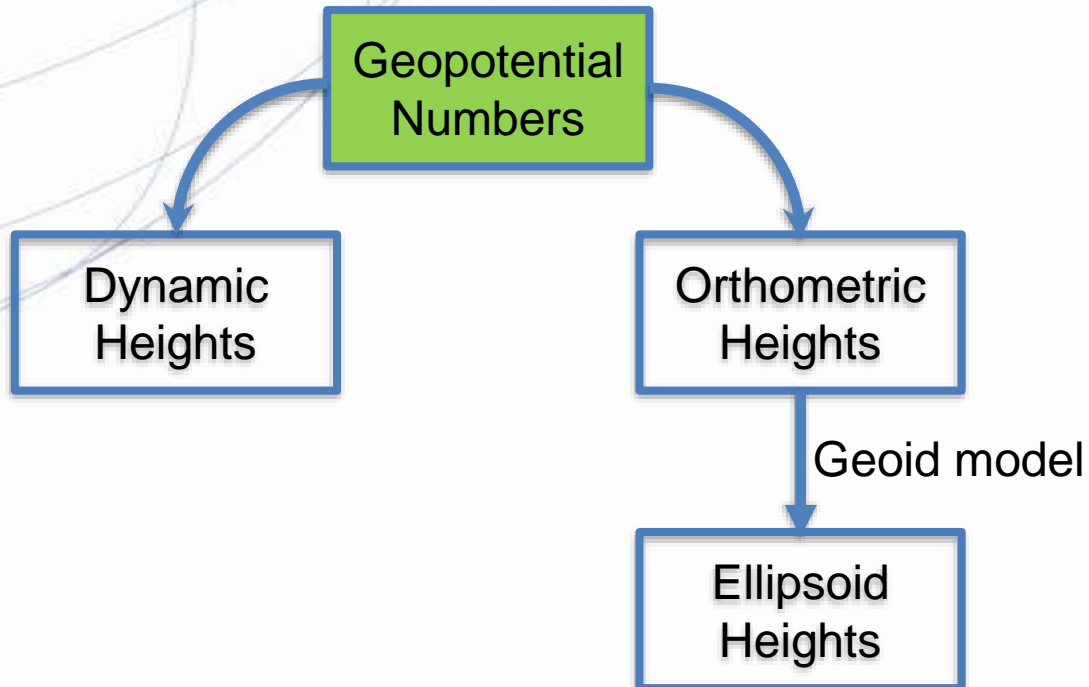 Geopotential
Numbers
Dynamic
Heights
Orthometric
Heights
Geoid model
Ellipsoid
Heights